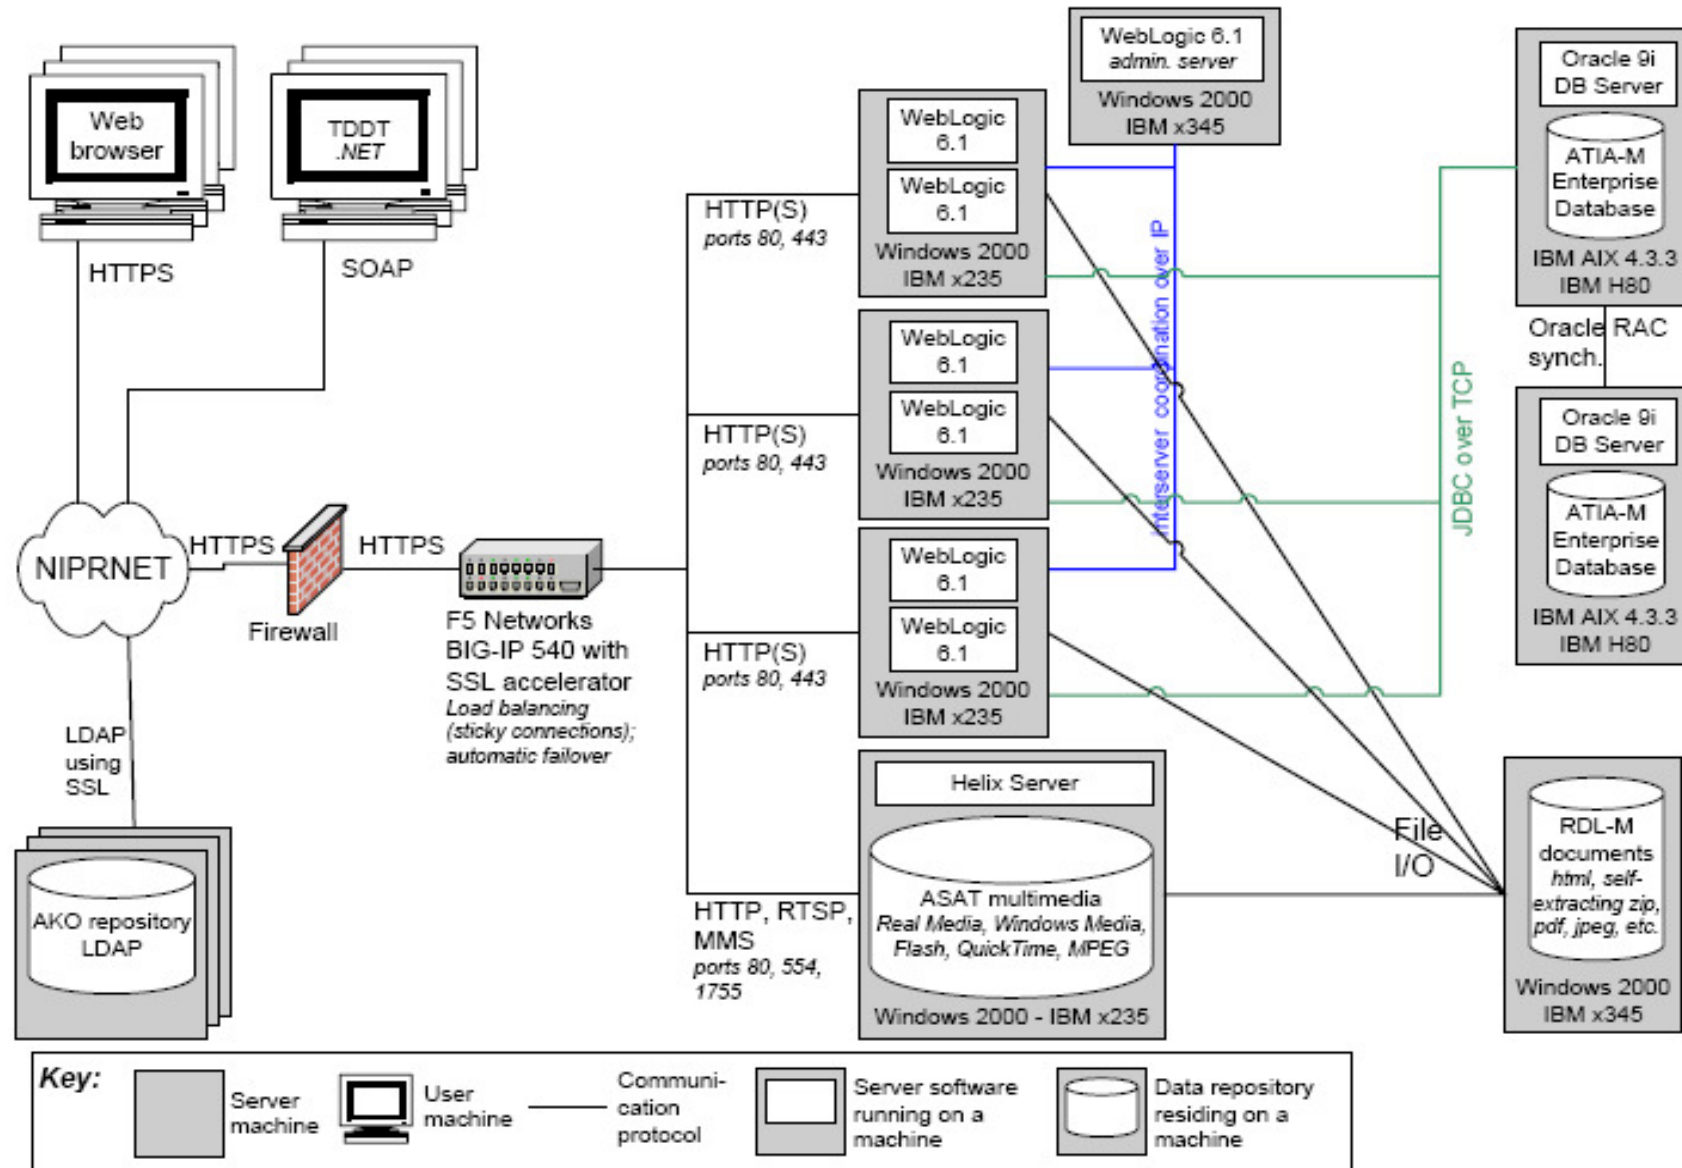 Web
browser
TDDT
.NET
HTTPS
SOAP
NIPRNET
HTTPS
Firewall
HTTPS
F5 Networks
BIG-IP 540 with
SSL accelerator
Load balancing
(sticky connections);
automatic failover
LDAP
using
SSL
AKO repository
LDAP
HTTP(S)
ports 80, 443
HTTP(S)
ports 80, 443
HTTP(S)
ports 80, 443
HTTP, RTSP,
MMS
ports 80, 554,
1755
WebLogic
6.1
WebLogic
6.1
Windows 2000
IBM x235
WebLogic
6.1
WebLogic
6.1
Windows 2000
IBM x235
WebLogic
6.1
WebLogic
6.1
Windows 2000
IBM x235
Helix Server
ASAT multimedia
Real Media, Windows Media,
Flash, QuickTime, MPEG
Windows 2000 - IBM x235
WebLogic 6.1
admin. server
Windows 2000
IBM x345
Interserver coordination over IP
JDBC over TCP
File
I/O
Oracle 9i
DB Server
ATIA-M
Enterprise
Database
IBM AIX 4.3.3
IBM H80
Oracle RAC
synch.
Oracle 9i
DB Server
ATIA-M
Enterprise
Database
IBM AIX 4.3.3
IBM H80
RDL-M
documents
html, self-
extracting zip,
pdf, jpeg, etc.
Windows 2000
IBM x345
Key:
Server
machine
User
machine
Communi-
cation
protocol
Server software
running on a
machine
Data repository
residing on a
machine